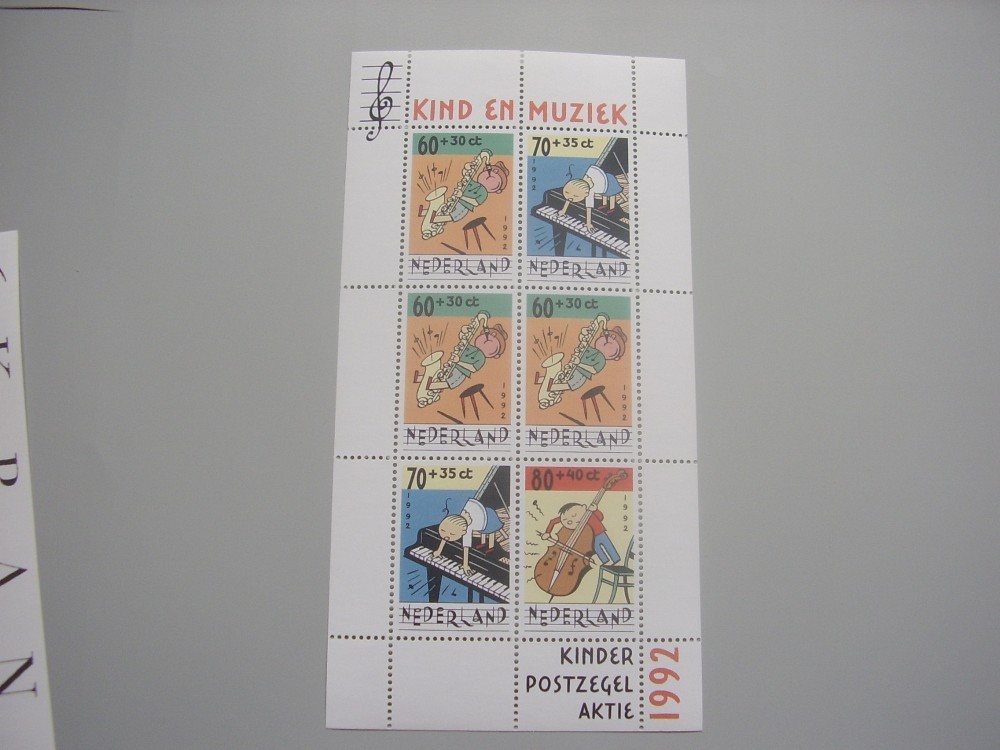 KIND EN MUZIEK
60 + 30 ct
1992
NEDERLAND
70 + 35 ct
1992
NEDERLAND
60 + 30 ct
1992
NEDERLAND
60 + 30 ct
1992
NEDERLAND
70 + 35 ct
1992
NEDERLAND
80 + 40 ct
1992
NEDERLAND
KINDER
POSTZEGEL
AKTIE
1992